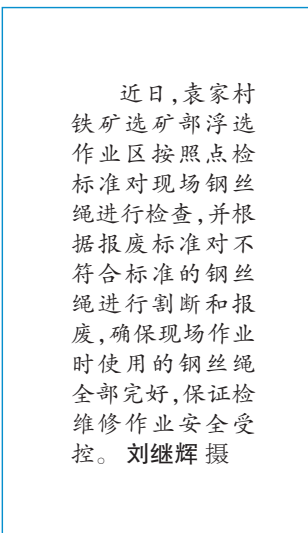 近日,袁家村
铁矿选矿部浮选
作业区按照点检
标准对现场钢丝
绳进行检查,并根
据报废标准对不
符合标准的钢丝
绳进行割断和报
废,确保现场作业
时使用的钢丝绳
全部完好,保证检
维修作业安全受
控。 刘继辉 摄